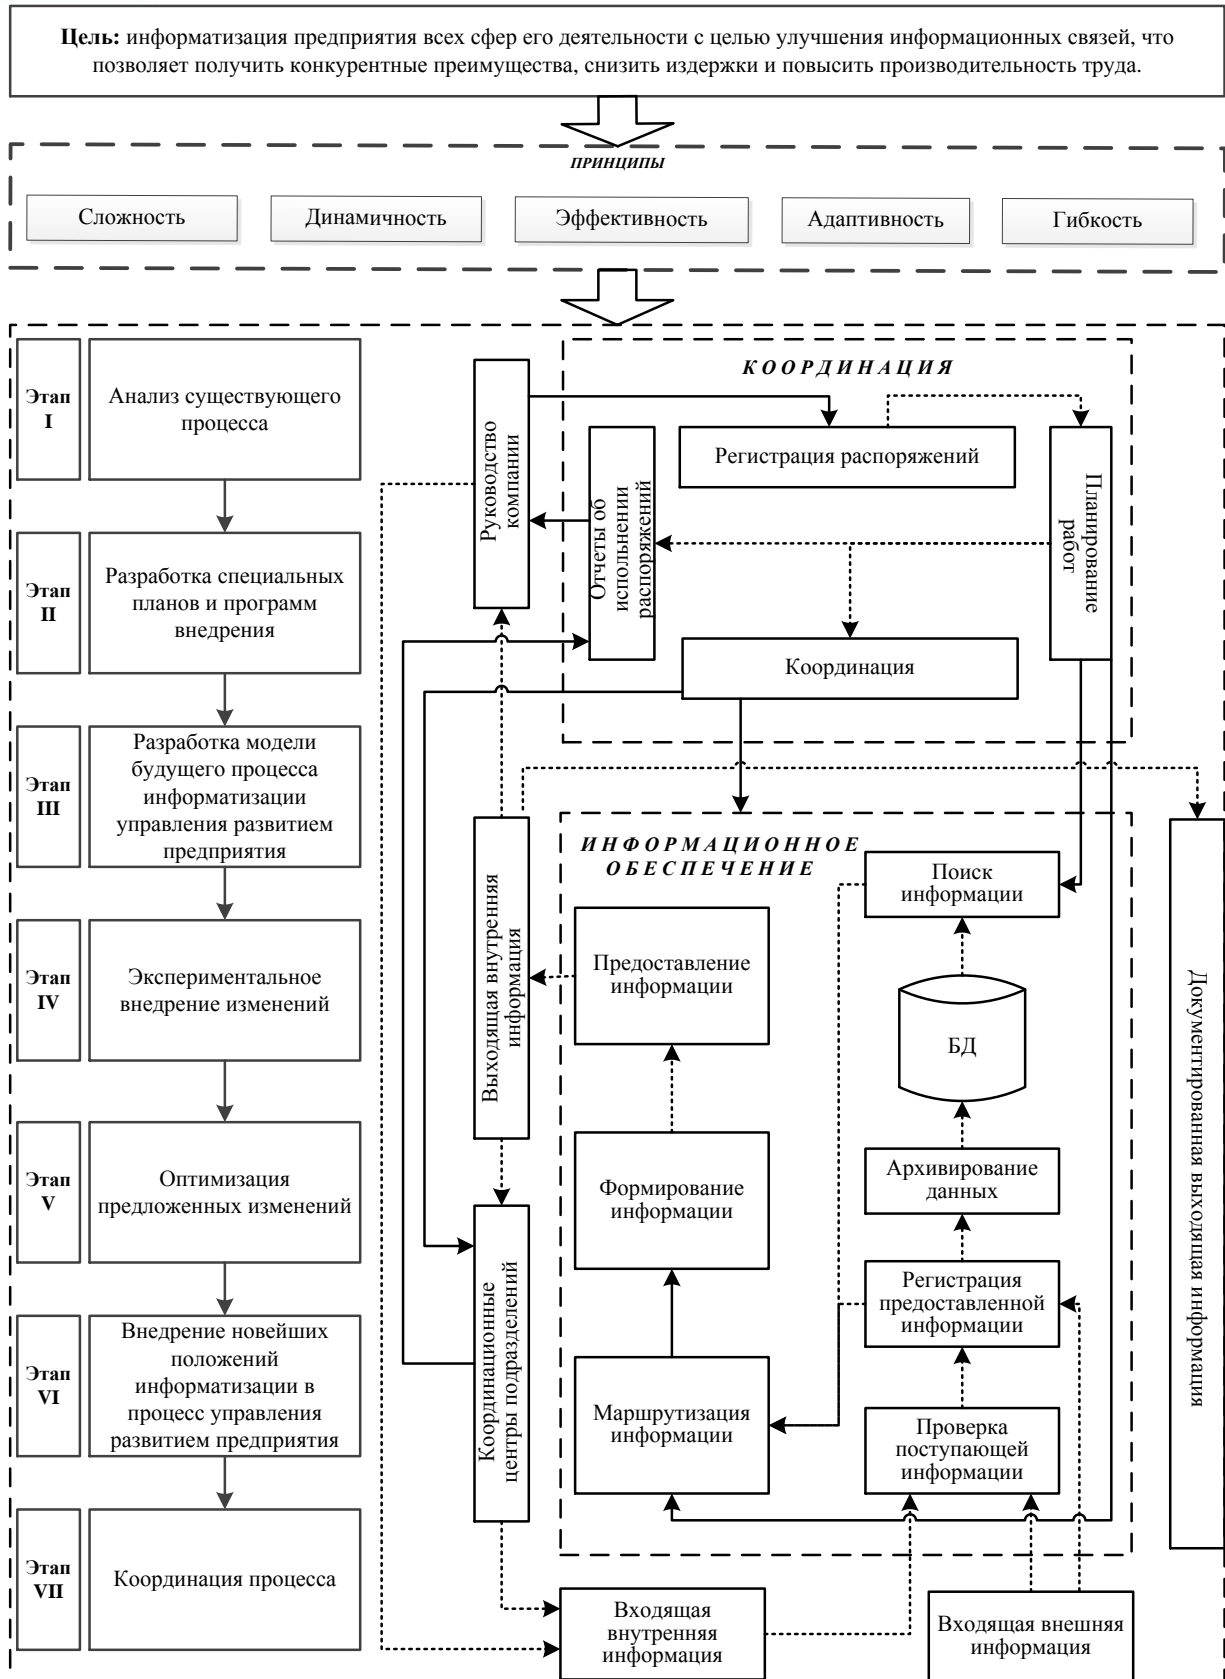 Цель: информатизация предприятия всех сфер его деятельности с целью улучшения информационных связей, что
позволяет получить конкурентные преимущества, снизить издержки и повысить производительность труда.
ПРИНЦИПЫ
Сложность
Динамичность
Эффективность
Адаптивность
Гибкость
Этап
I
Анализ существующего
процесса
Этап
II
Разработка специальных
планов и программ
внедрения
Этап
III
Разработка модели
будущего процесса
информатизации
управления развитием
предприятия
Этап
IV
Экспериментальное
внедрение изменений
Этап
V
Оптимизация
предложенных изменений
Этап
VI
Внедрение новейших
положений
информатизации в
процесс управления
развитием предприятия
Этап
VII
Координация процесса
Руководство
компании
Выходящая внутренняя
информация
Координационные
центры подразделений
КООРДИНАЦИЯ
Регистрация распоряжений
Отчеты об
испольнении
распоряжений
Планирование
работ
Координация
ИНФОРМАЦИОННОЕ
ОБЕСПЕЧЕНИЕ
Поиск
информации
Предоставление
информации
БД
Формирование
информации
Архивирование
данных
Регистрация
предоставленной
информации
Маршрутизация
информации
Проверка
поступающей
информации
Документированная выходящая информация
Входящая
внутренняя
информация
Входящая внешняя
информация